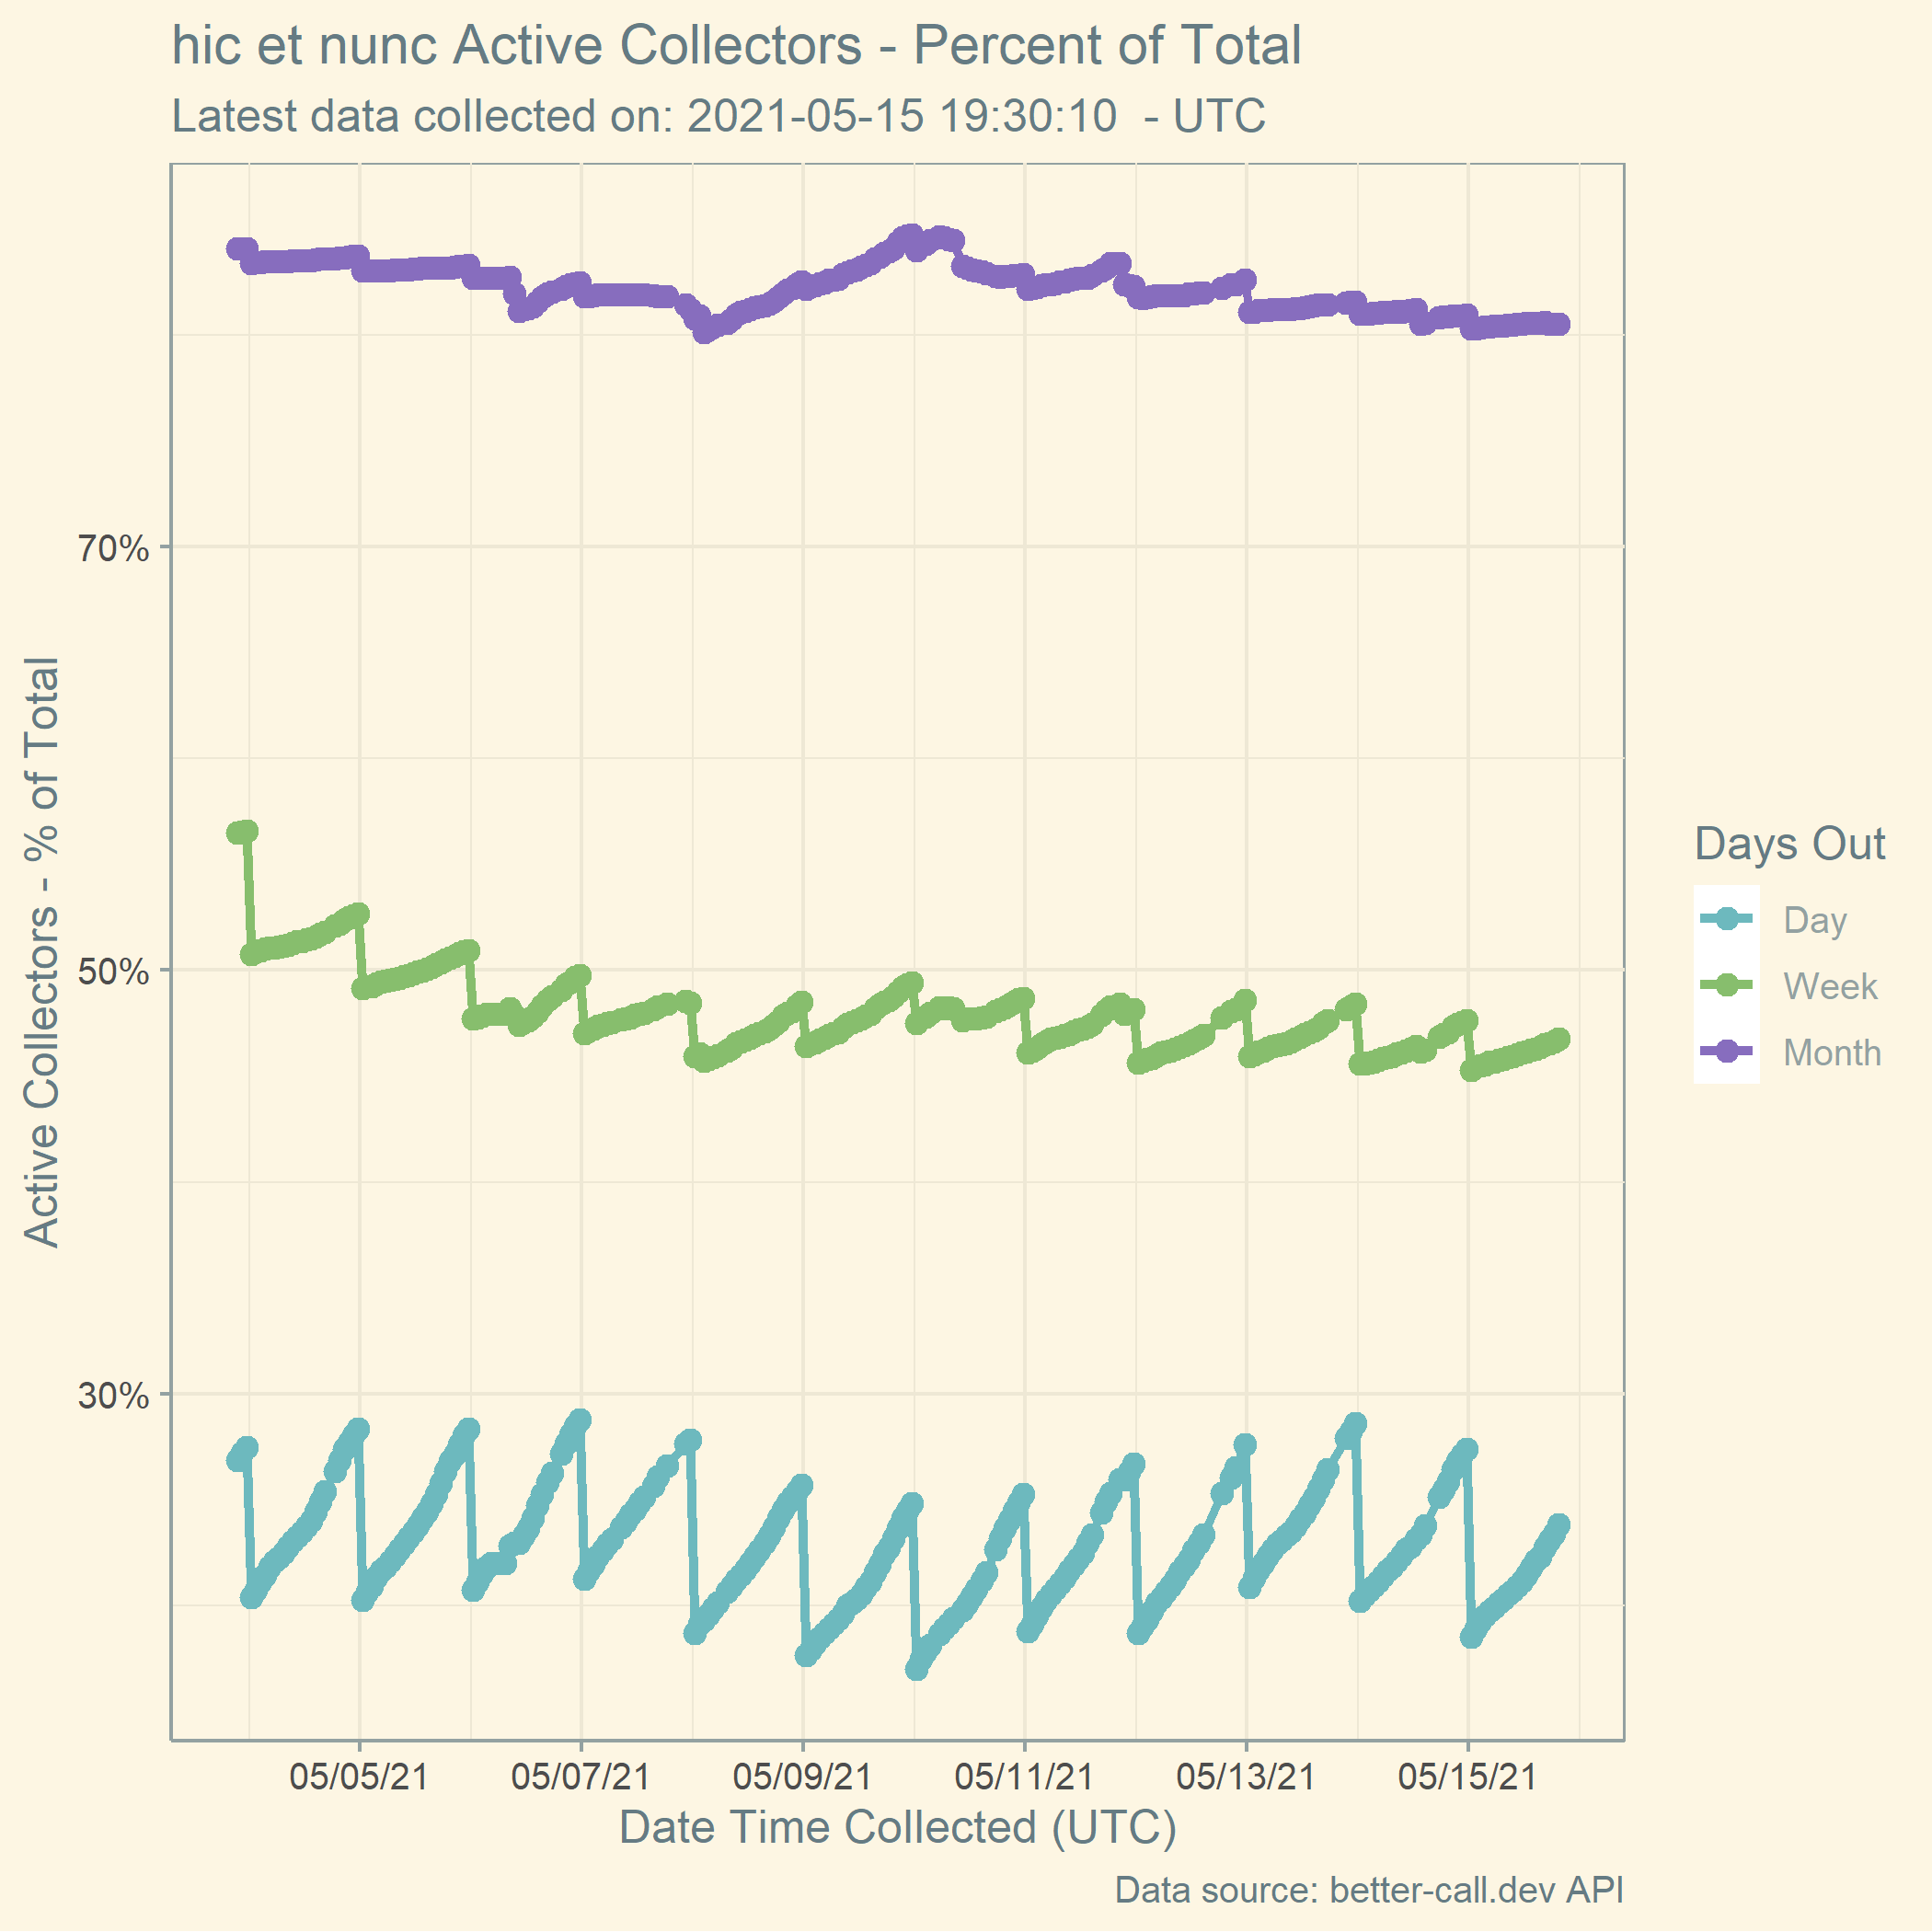 hic et nunc Active Collectors - Percent of Total
Latest data collected on: 2021-05-15 19:30:10  - UTC
Active Collectors - % of Total
70%
50%
30%
Days Out
Day
Week
Month
05/05/21
05/07/21
05/09/21
05/11/21
05/13/21
05/15/21
Date Time Collected (UTC)
Data source: better-call.dev API